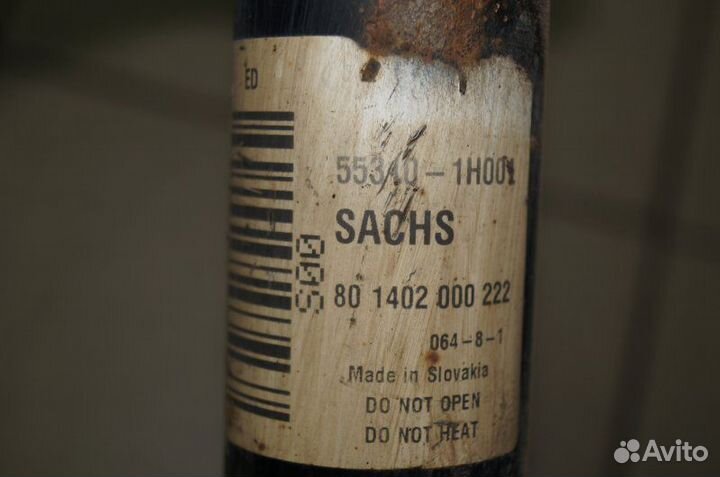 ED
55340-1H001
SACHS
S00
80 1402 000 222
064-8-1
Made in Slovakia
DO NOT OPEN
DO NOT HEAT
Avito